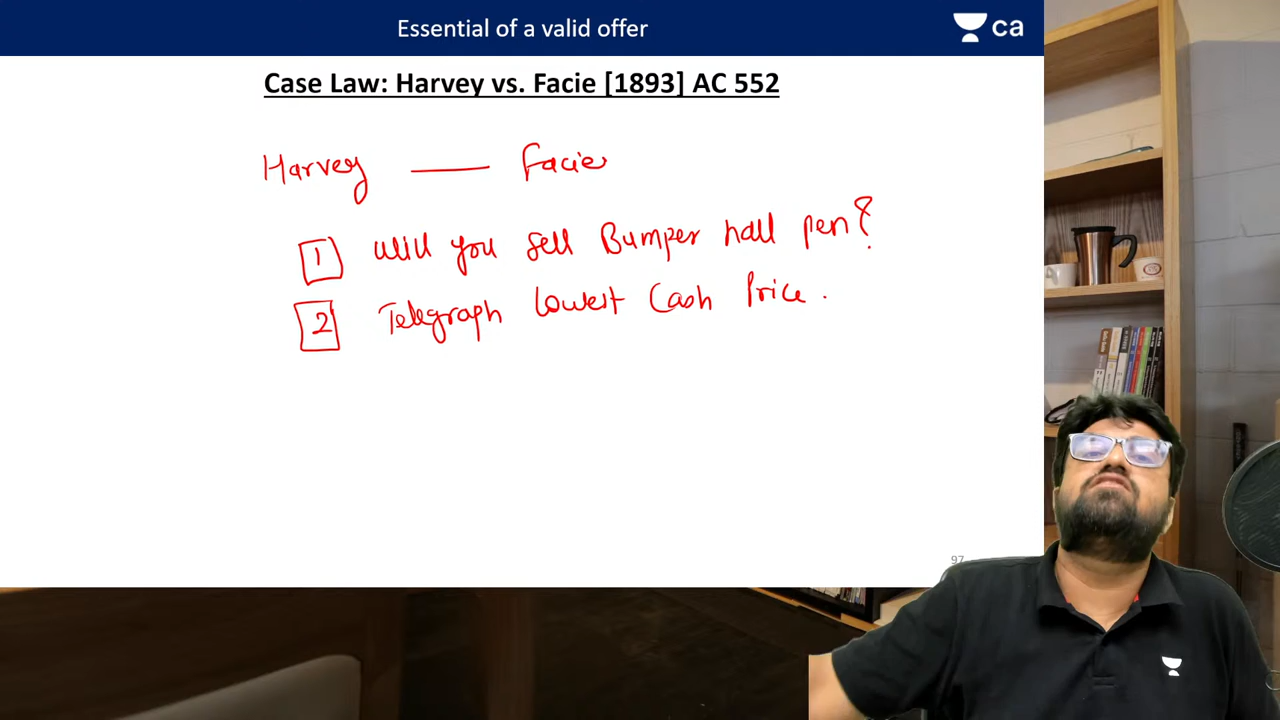 Essential of a valid offer
ca
Case Law: Harvey vs. Facie [1893] AC 552
Harvey —— Facie
1 Will you sell Bumper hall pen?
2 Telegraph lowest Cash Price.
97